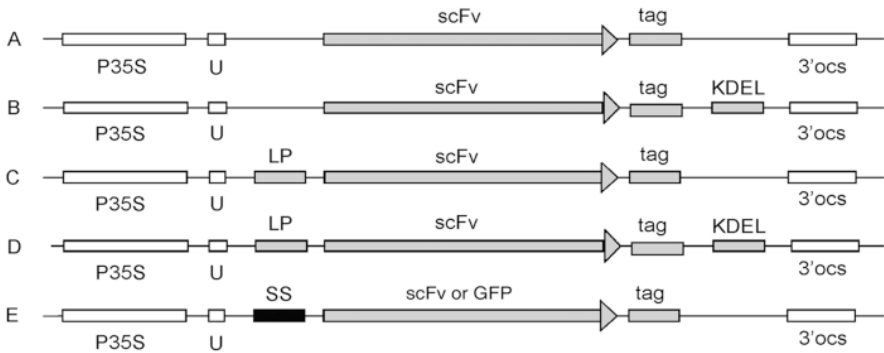 scFv tag
A
P35S U 3'ocs
scFv tag KDEL
B
P35S U 3'ocs
LP scFv tag
C
P35S U 3'ocs
LP scFv tag KDEL
D
P35S U 3'ocs
SS scFv or GFP tag
E
P35S U 3'ocs